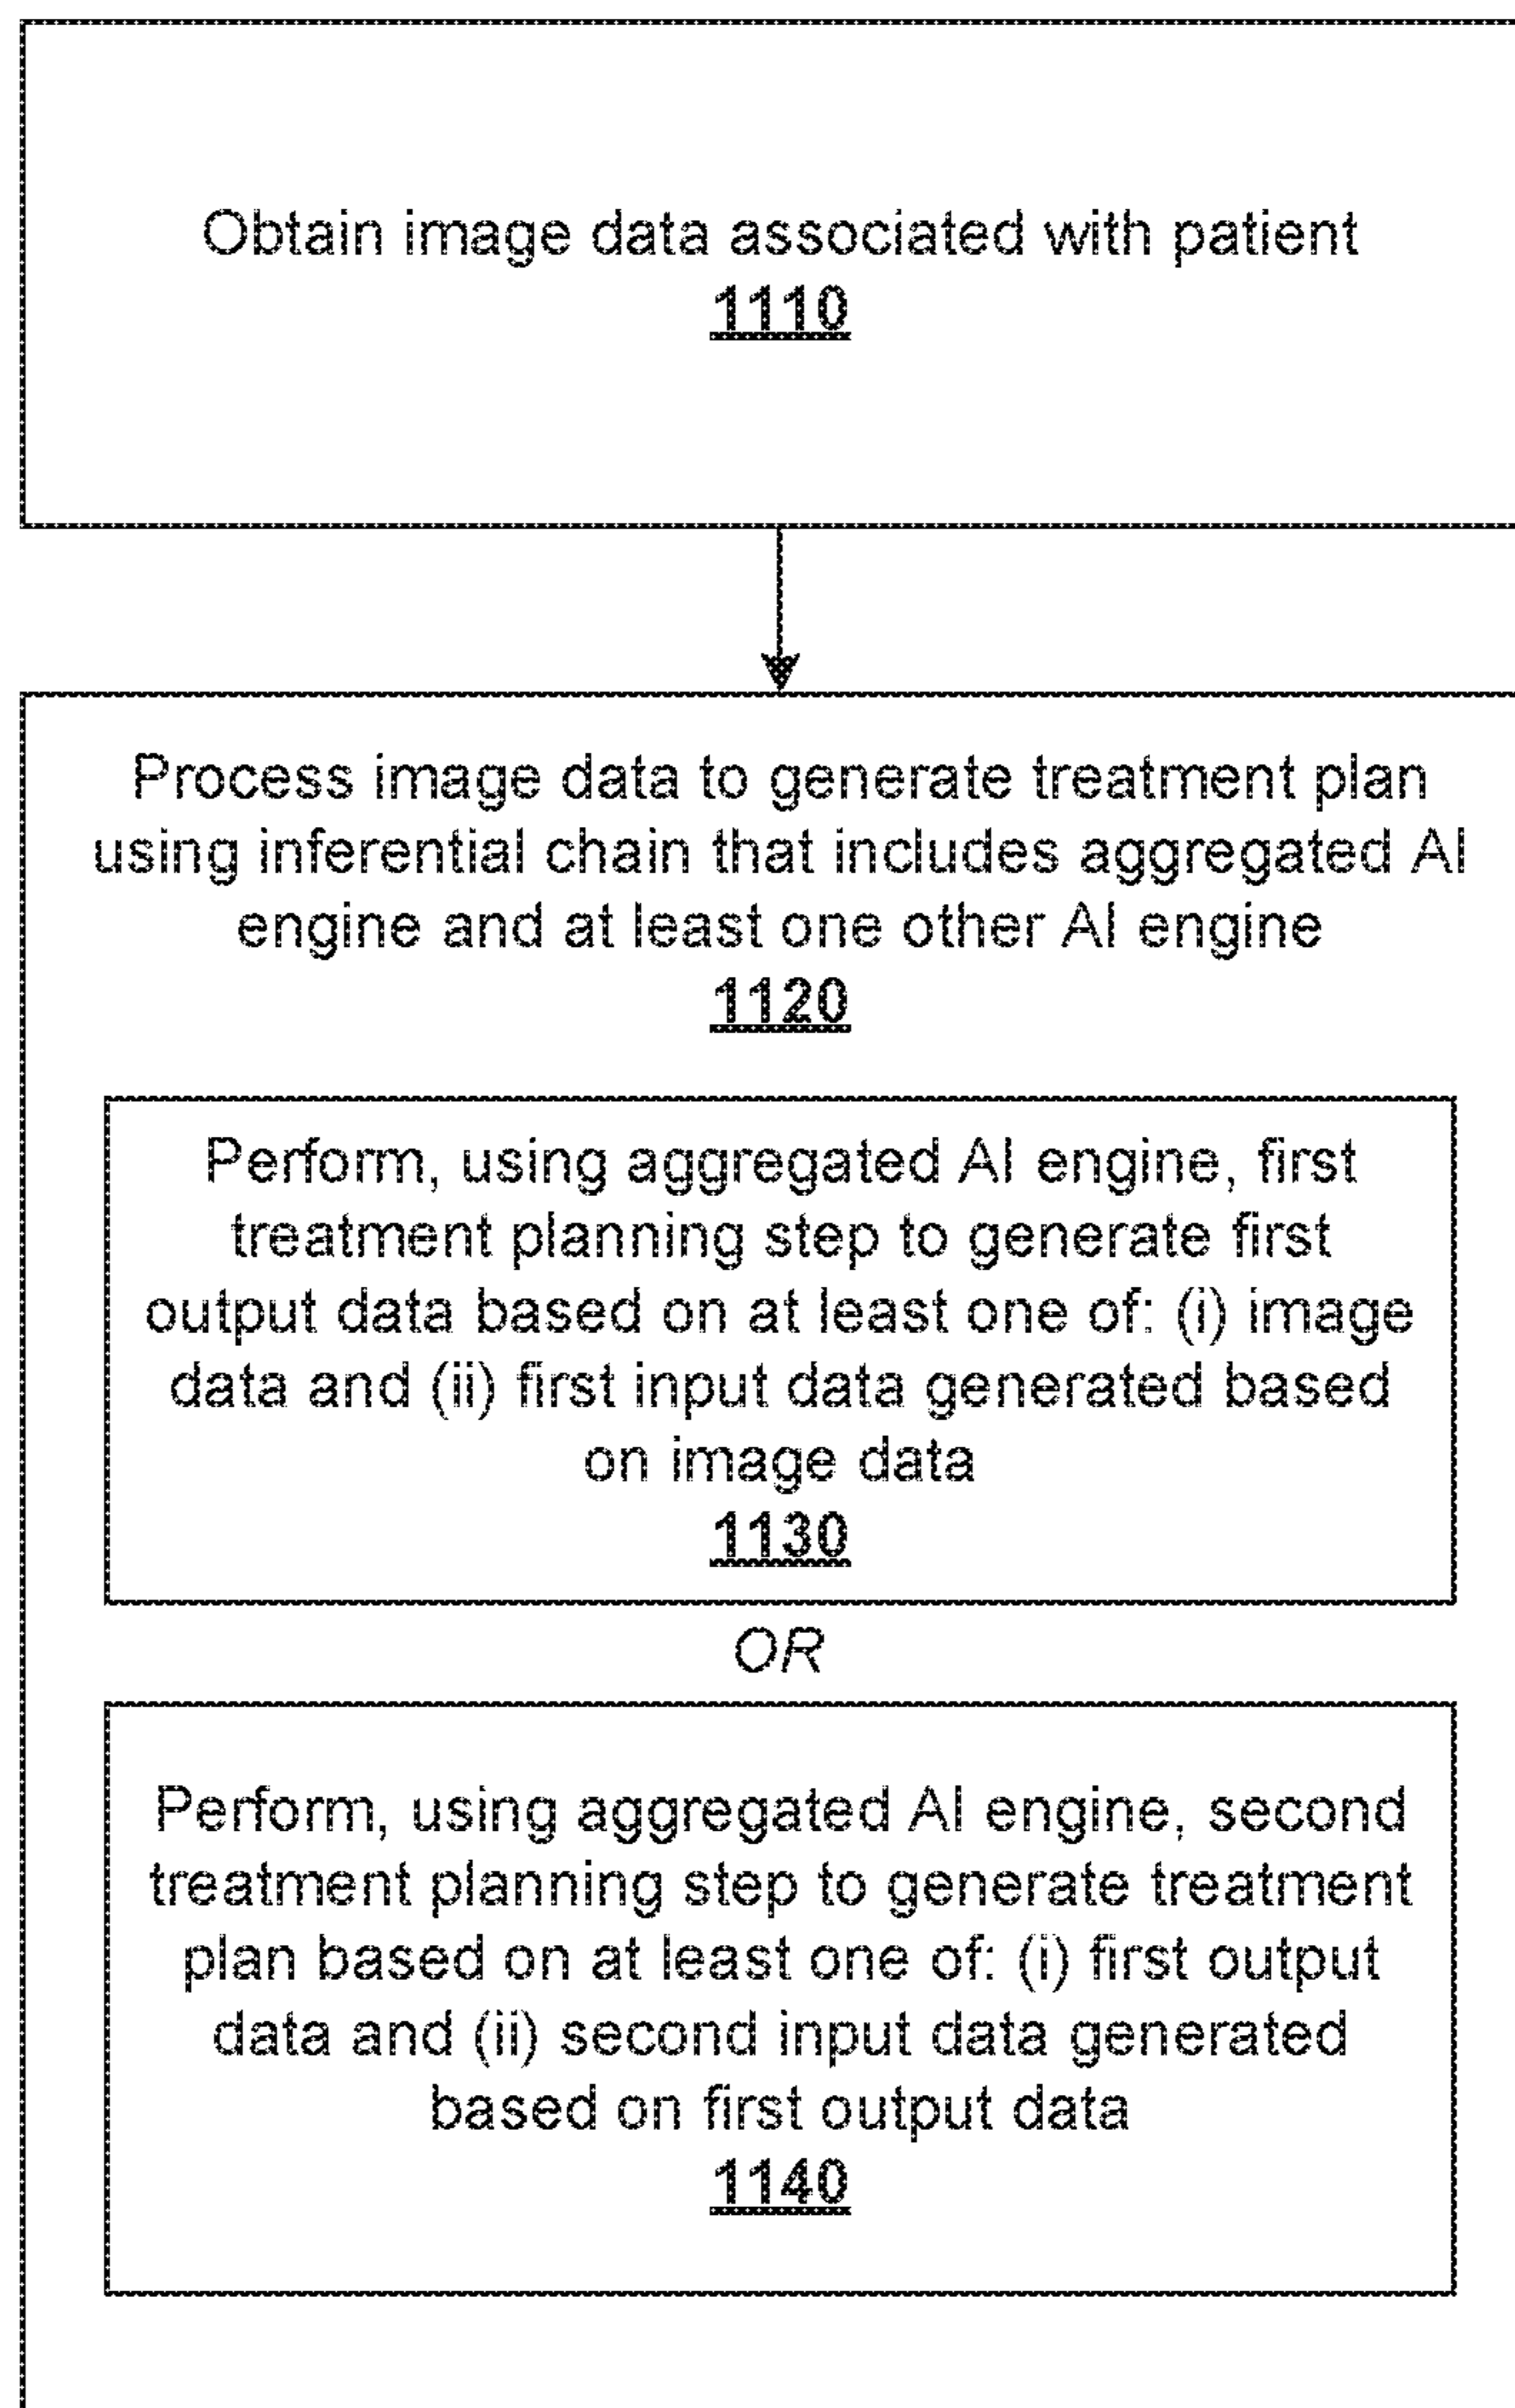 Obtain image data associated with patient
1110
Process image data to generate treatment plan
using inferential chain that includes aggregated AI
engine and at least one other AI engine
1120
Perform, using aggregated AI engine, first
treatment planning step to generate first
output data based on at least one of: (i) image
data and (ii) first input data generated based
on image data
1130
OR
Perform, using aggregated AI engine, second
treatment planning step to generate treatment
plan based on at least one of: (i) first output
data and (ii) second input data generated
based on first output data
1140